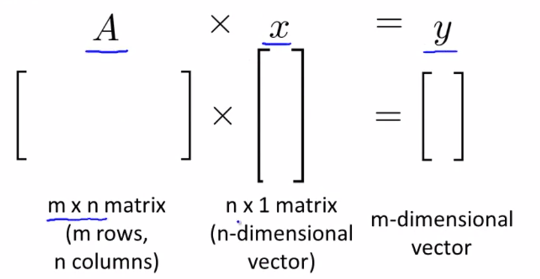 A × x = y
[ ] × [ ] = [ ]
m x n matrix
(m rows,
n columns)
n x 1 matrix
(n-dimensional
vector)
m-dimensional
vector